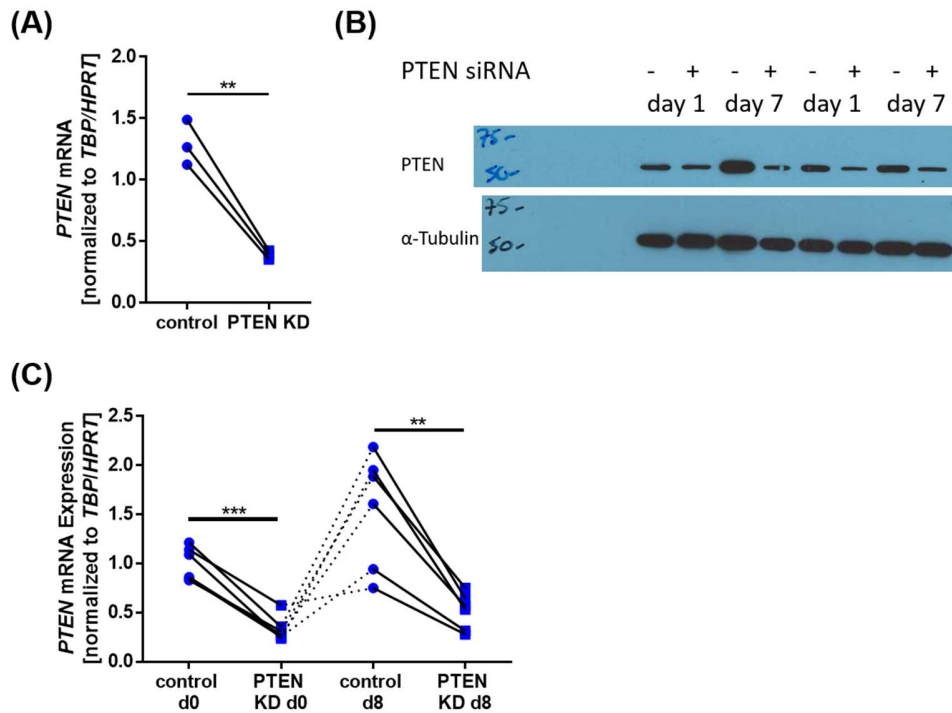 (A)
PTEN mRNA
[normalized to TBP/HPRT]
2.0
1.5
1.0
0.5
0.0
**
control PTEN KD
(B)
PTEN siRNA - + - + - + - +
day 1 day 7 day 1 day 7
PTEN
75-
50-
α-Tubulin
75-
50-
(C)
PTEN mRNA Expression
[normalized to TBP/HPRT]
2.5
2.0
1.5
1.0
0.5
0.0
***
**
control PTEN control PTEN
d0 KD d0 d8 KD d8